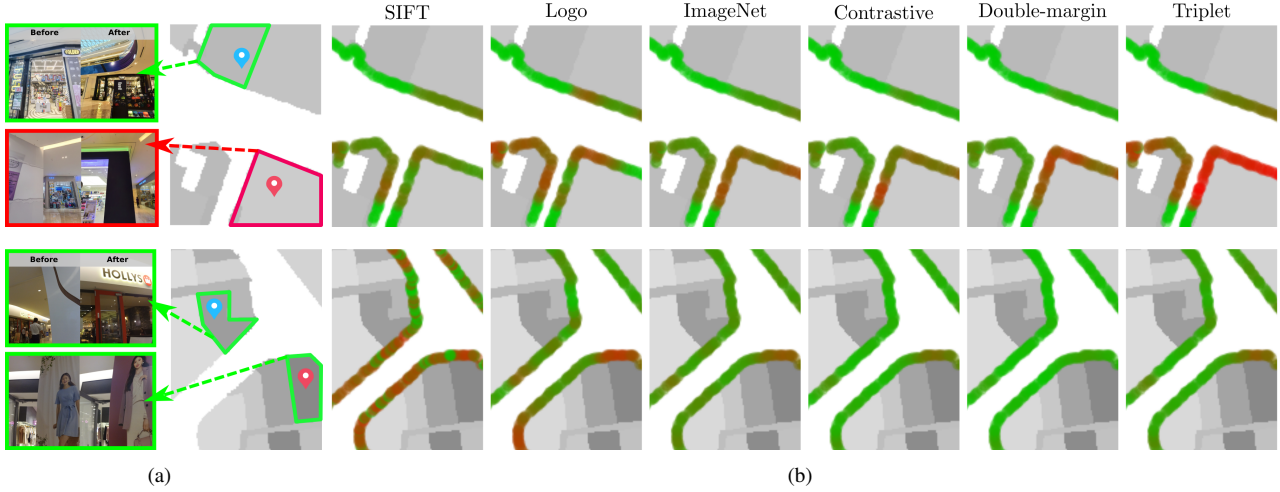 SIFT Logo ImageNet Contrastive Double-margin Triplet
Before After
Before After
HOLLYS
(a) (b)